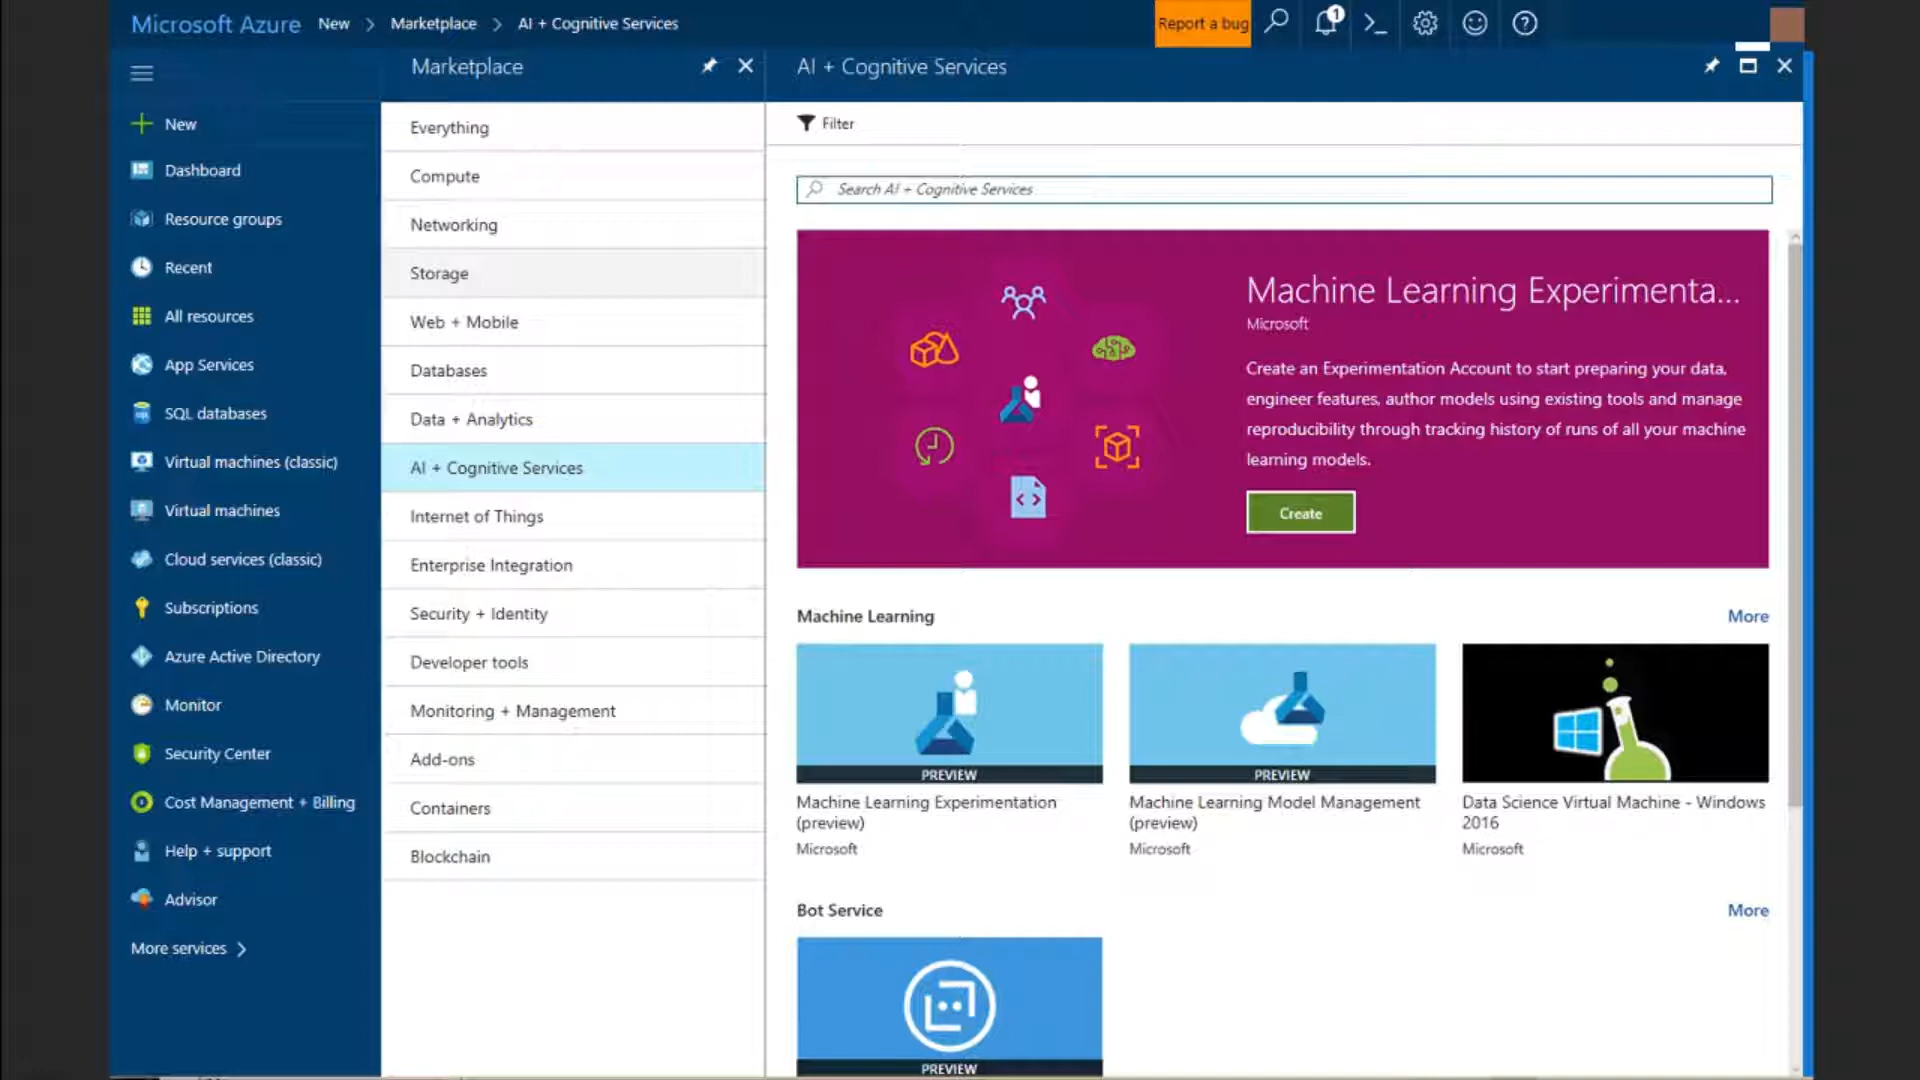 Microsoft Azure New > Marketplace > AI + Cognitive Services
Report a bug
1
Marketplace
AI + Cognitive Services
New
Dashboard
Resource groups
Recent
All resources
App Services
SQL databases
Virtual machines (classic)
Virtual machines
Cloud services (classic)
Subscriptions
Azure Active Directory
Monitor
Security Center
Cost Management + Billing
Help + support
Advisor
More services >
Everything
Compute
Networking
Storage
Web + Mobile
Databases
Data + Analytics
AI + Cognitive Services
Internet of Things
Enterprise Integration
Security + Identity
Developer tools
Monitoring + Management
Add-ons
Containers
Blockchain
Filter
Search AI + Cognitive Services
Machine Learning Experimenta...
Microsoft
Create an Experimentation Account to start preparing your data,
engineer features, author models using existing tools and manage
reproducibility through tracking history of runs of all your machine
learning models.
Create
Machine Learning
More
PREVIEW
Machine Learning Experimentation
(preview)
Microsoft
PREVIEW
Machine Learning Model Management
(preview)
Microsoft
Data Science Virtual Machine - Windows
2016
Microsoft
Bot Service
More
PREVIEW